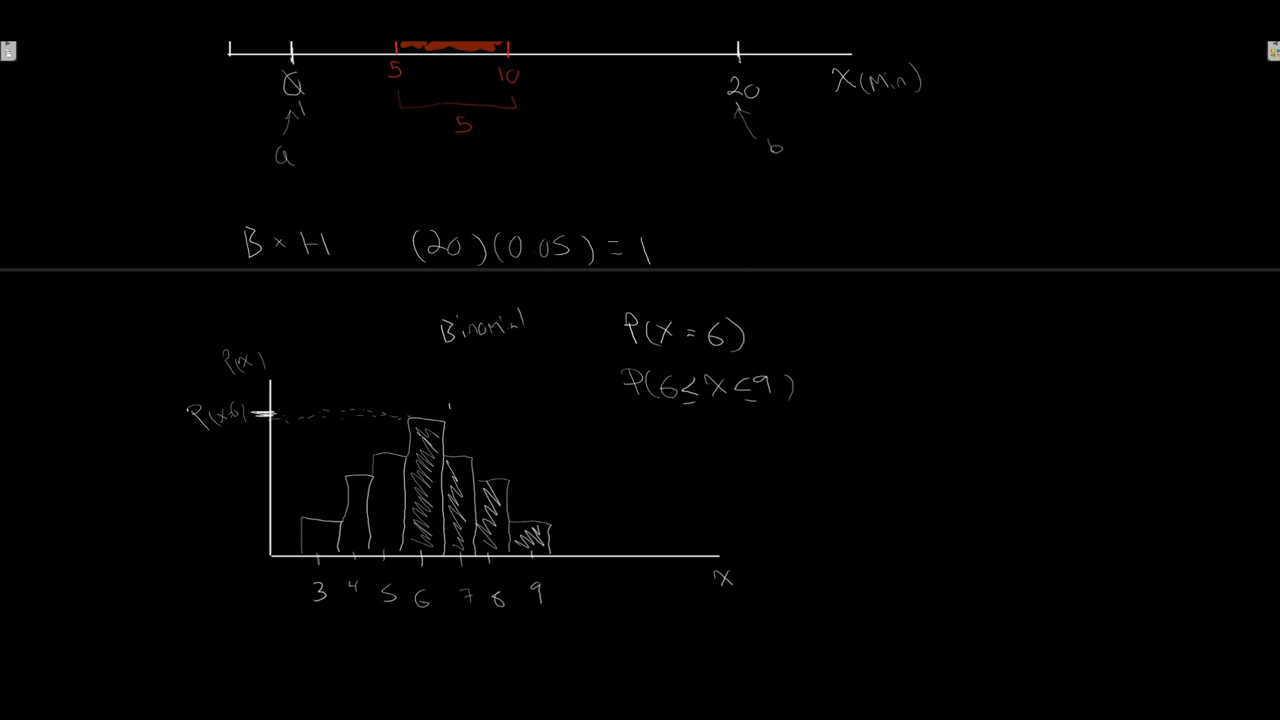 0 5 10 20 X(Min)
5
a b
B × H (20)(0.05) = 1
Binomial P(X = 6)
P(X) P(6 ≤ X ≤ 9)
P(X=6)
3 4 5 6 7 8 9 X